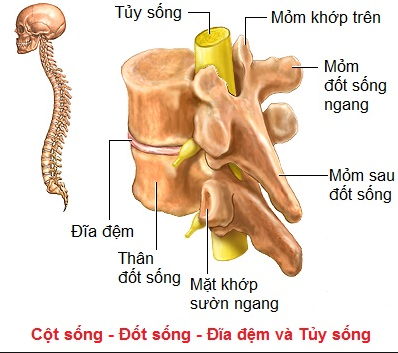 Tủy sống
Mỏm khớp trên
Mỏm
đốt sống
ngang
Mỏm sau
đốt sống
Đĩa đệm
Thân
đốt sống
Mặt khớp
sườn ngang
Cột sống - Đốt sống - Đĩa đệm và Tủy sống